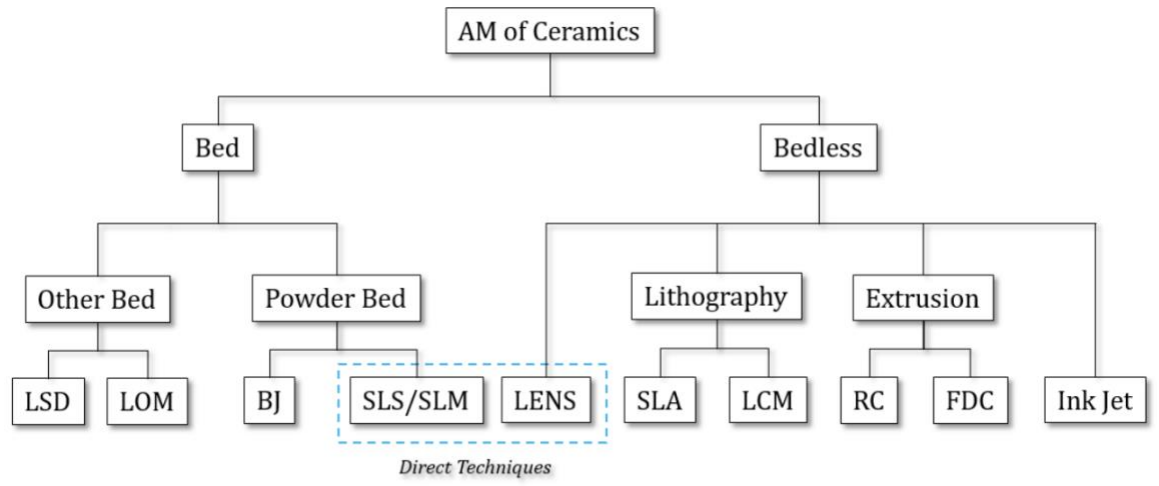 AM of Ceramics
Bed
Bedless
Other Bed
Powder Bed
Lithography
Extrusion
LSD
LOM
BJ
SLS/SLM
LENS
SLA
LCM
RC
FDC
Ink Jet
Direct Techniques